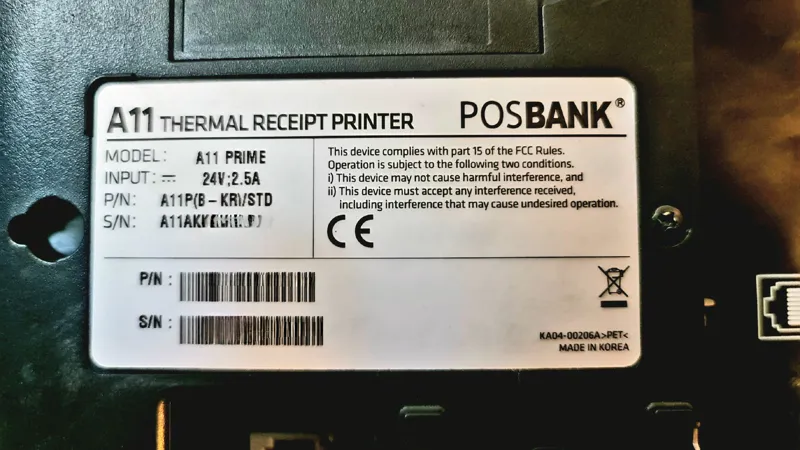 A11 THERMAL RECEIPT PRINTER
POSBANK®
MODEL: A11 PRIME
INPUT: ⎓ 24V;2.5A
P/N: A11P(B-KR)/STD
S/N:
This device complies with part 15 of the FCC Rules.
Operation is subject to the following two conditions.
i) This device may not cause harmful interference, and
ii) This device must accept any interference received,
including interference that may cause undesired operation.
CE
P/N :
S/N :
KA04-00206A>PET<
MADE IN KOREA